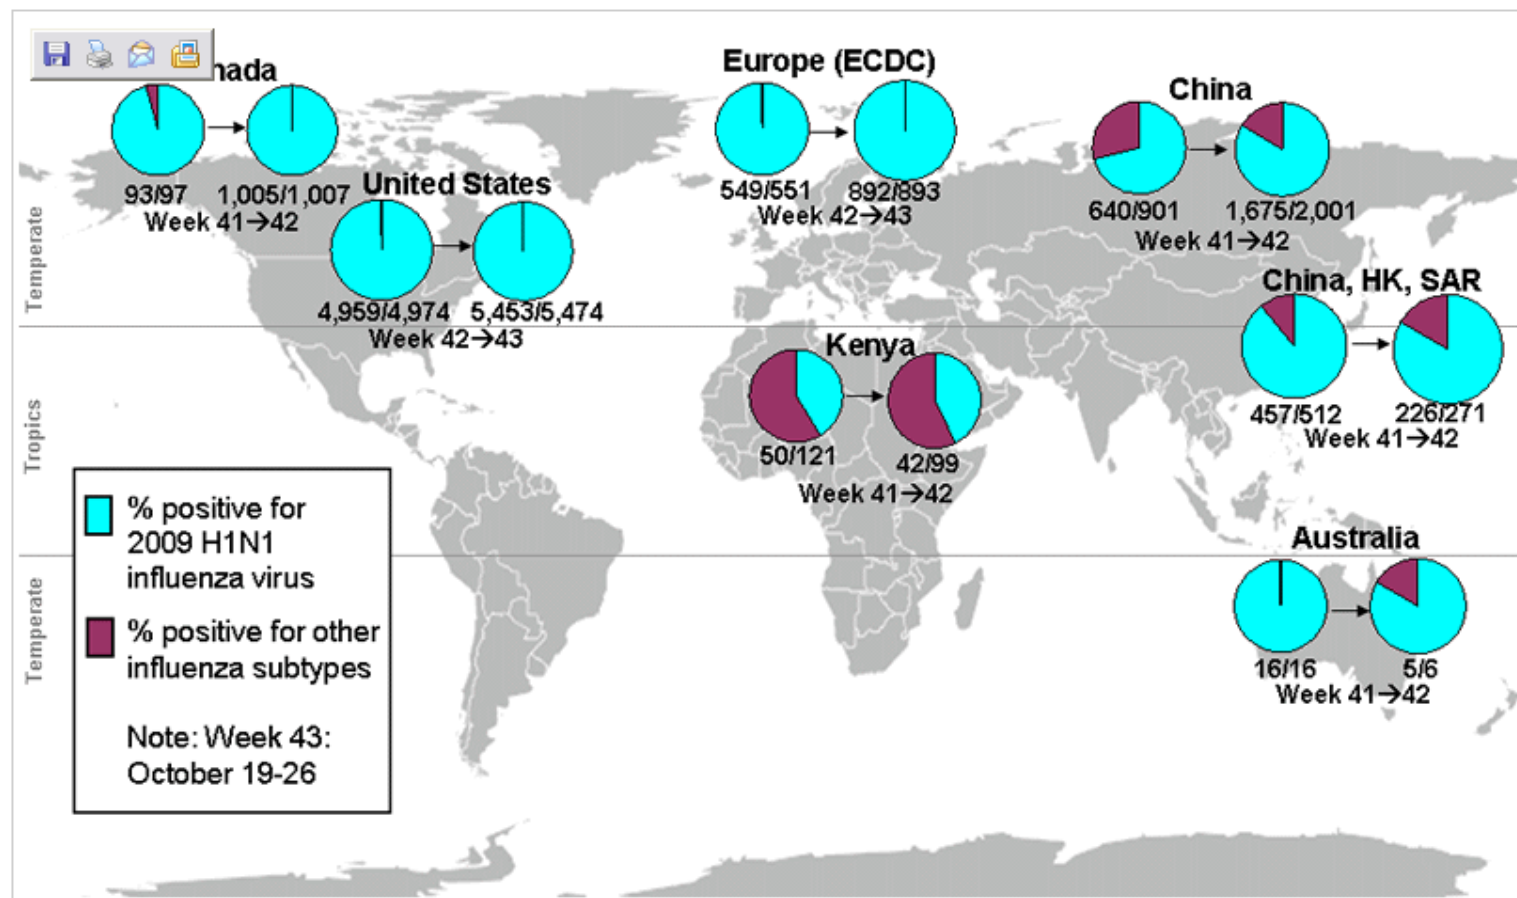 nada
93/97 1,005/1,007
Week 41→42
United States
4,959/4,974 5,453/5,474
Week 42→43
Europe (ECDC)
549/551 892/893
Week 42→43
China
640/901 1,675/2,001
Week 41→42
China, HK, SAR
457/512 226/271
Week 41→42
Kenya
50/121 42/99
Week 41→42
Australia
16/16 5/6
Week 41→42
Temperate
Tropics
Temperate
% positive for
2009 H1N1
influenza virus
% positive for other
influenza subtypes
Note: Week 43:
October 19-26